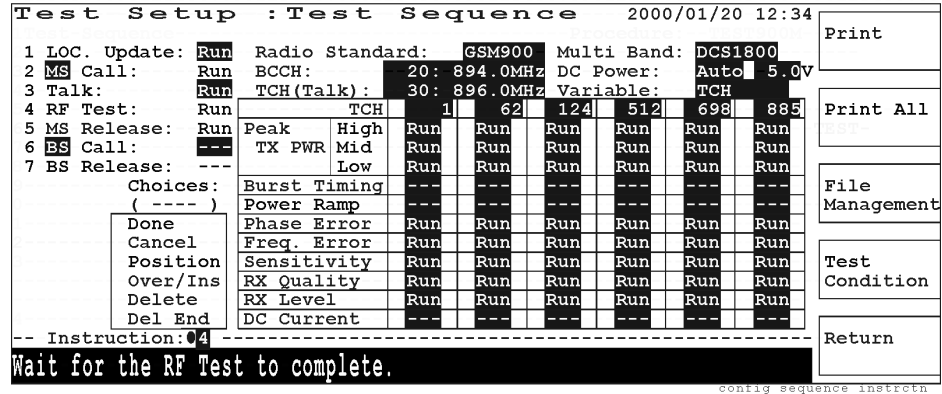 Test Setup :Test Sequence 2000/01/20 12:34
1 LOC. Update: Run Radio Standard: GSM900 Multi Band: DCS1800
2 MS Call: Run BCCH: 20: 894.0MHz DC Power: Auto 5.0V
3 Talk: Run TCH(Talk): 30: 896.0MHz Variable: TCH
4 RF Test: Run TCH 1 62 124 512 698 885
5 MS Release: Run Peak High Run Run Run Run Run Run
6 BS Call: --- TX PWR Mid Run Run Run Run Run Run
7 BS Release: --- Low Run Run Run Run Run Run
Choices: Burst Timing --- --- --- --- --- ---
( ---- ) Power Ramp --- --- --- --- --- ---
Done Phase Error Run Run Run Run Run Run
Cancel Freq. Error Run Run Run Run Run Run
Position Sensitivity Run Run Run Run Run Run
Over/Ins RX Quality Run Run Run Run Run Run
Delete RX Level Run Run Run Run Run Run
Del End DC Current --- --- --- --- --- ---
-- Instruction:●4 --
Wait for the RF Test to complete.
Print
Print All
File
Management
Test
Condition
Return
config sequence instrctn